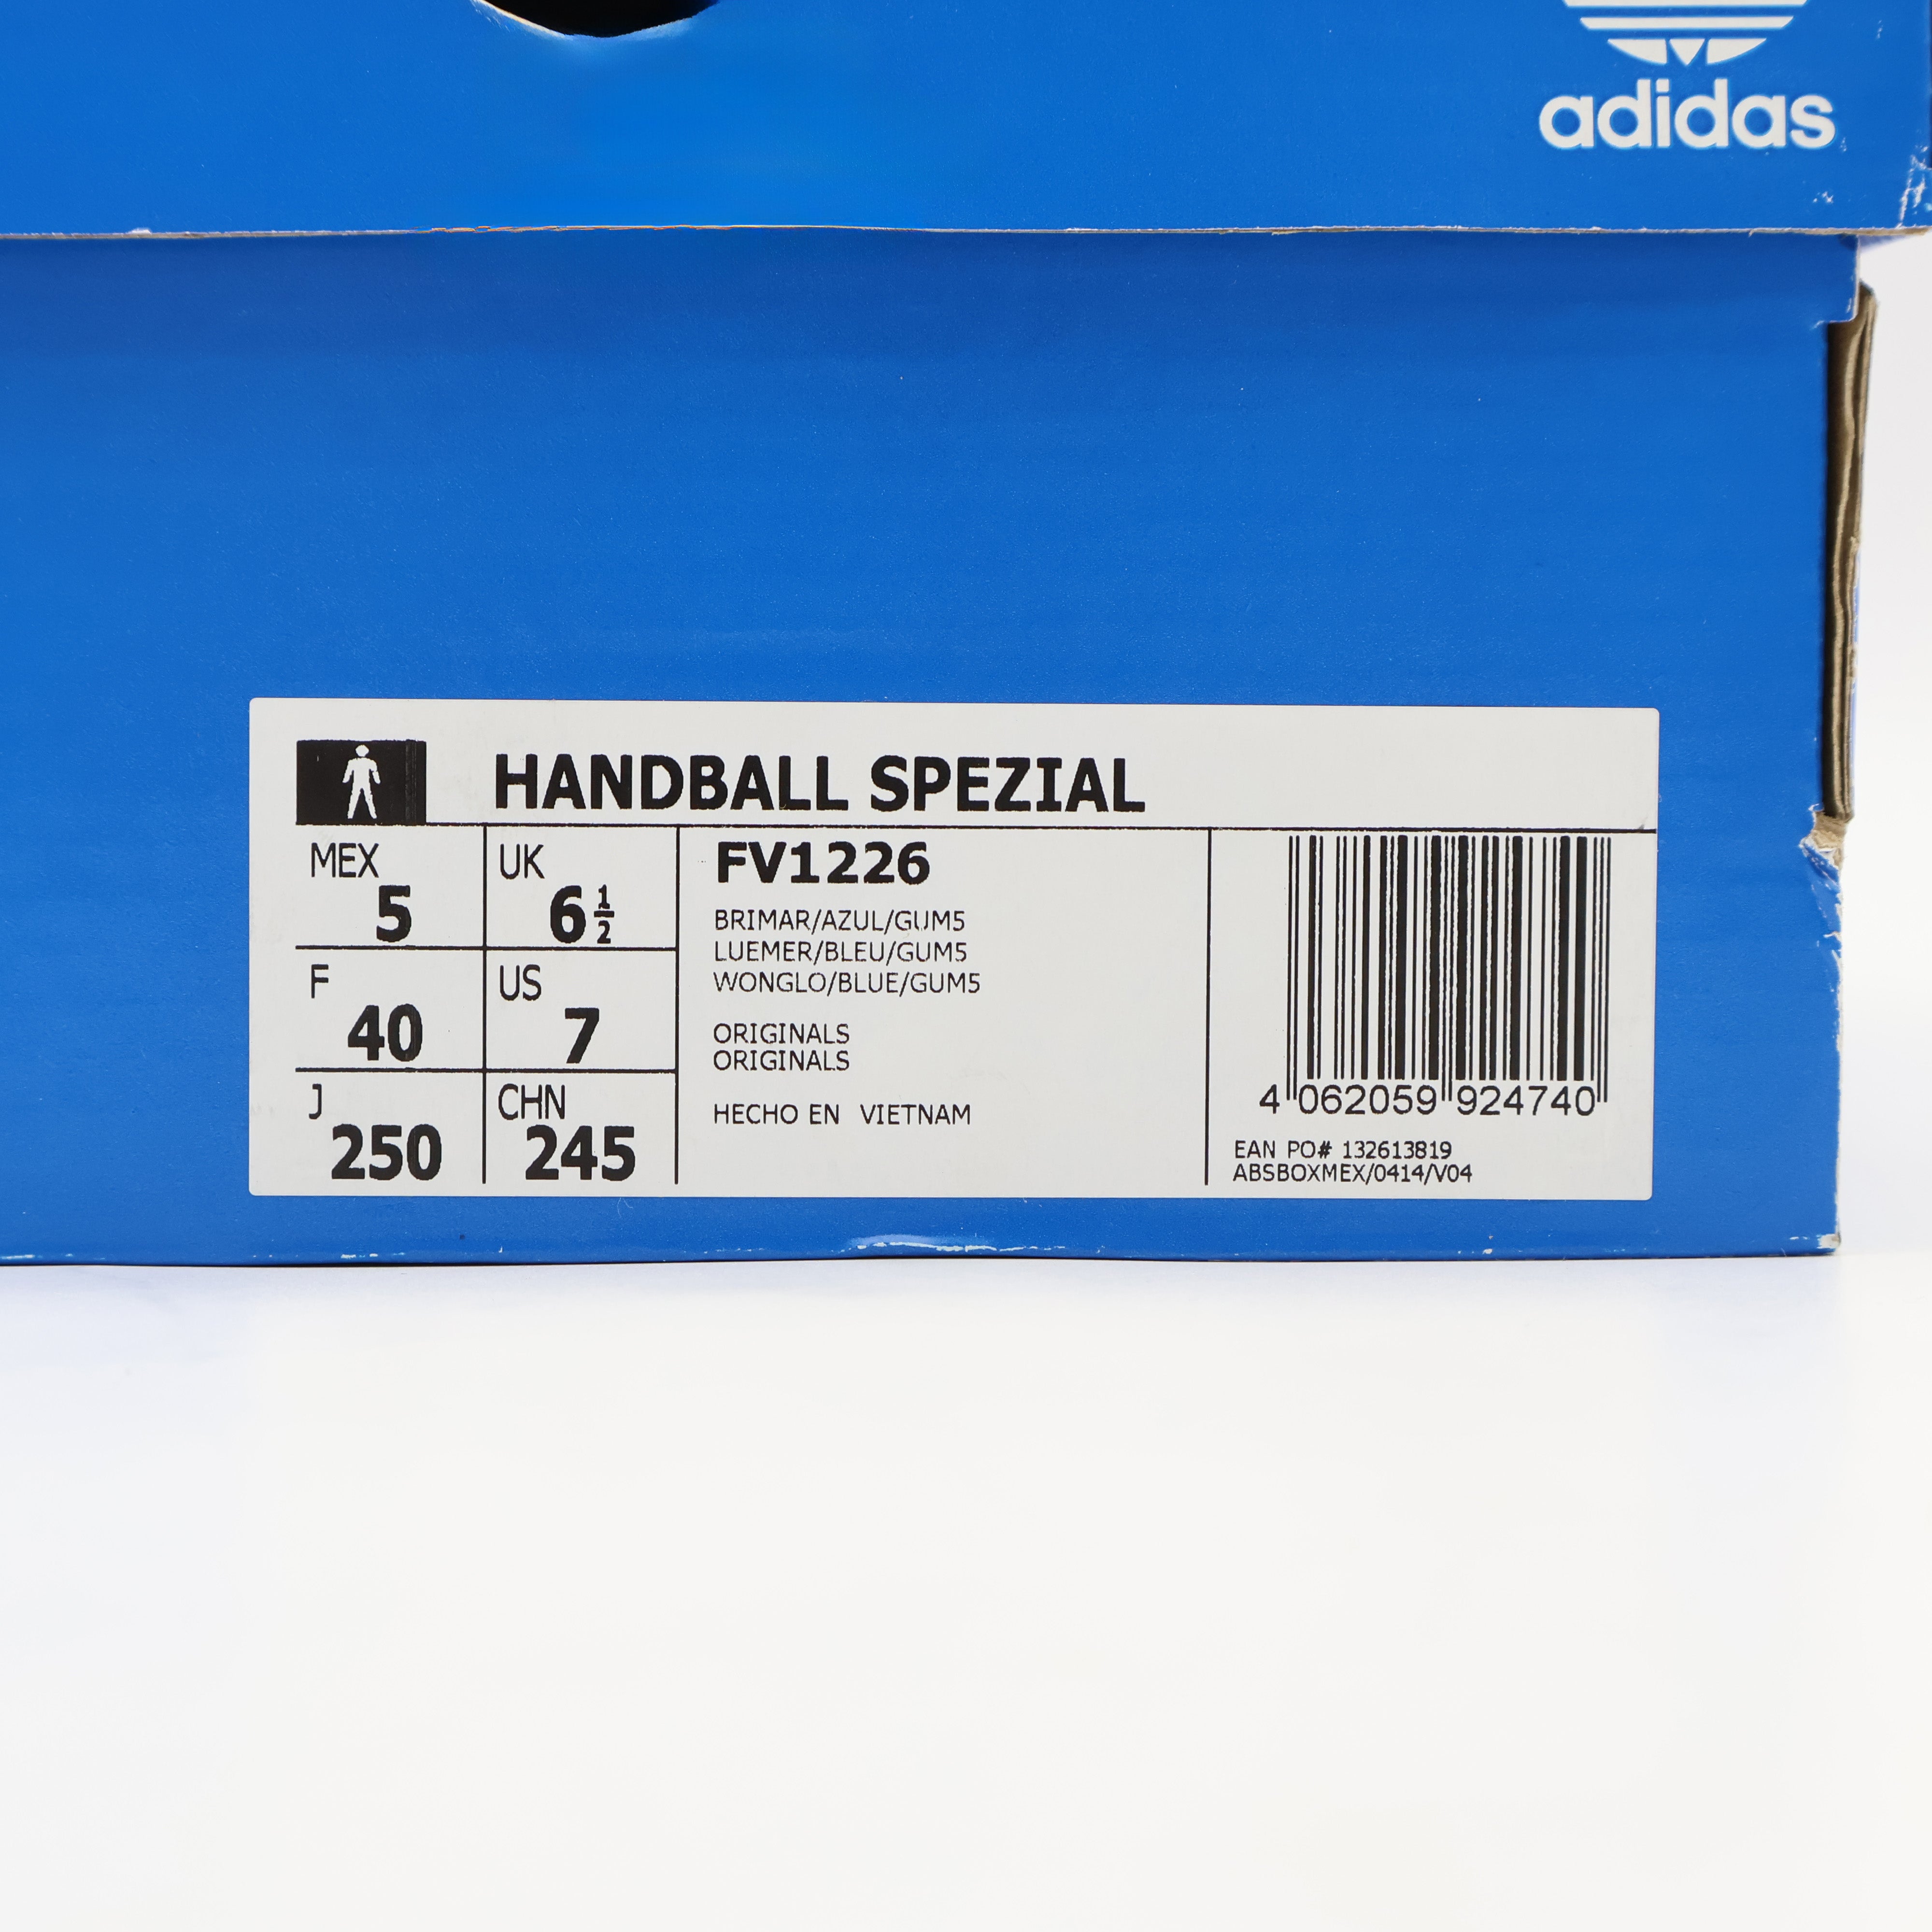 adidas
HANDBALL SPEZIAL
MEX
5
UK
6 1/2
F
40
US
7
J
250
CHN
245
FV1226
BRIMAR/AZUL/GUM5
LUEMER/BLEU/GUM5
WONGLO/BLUE/GUM5
ORIGINALS
ORIGINALS
HECHO EN VIETNAM
4 062059 924740
EAN PO# 132613819
ABSBOXMEX/0414/V04